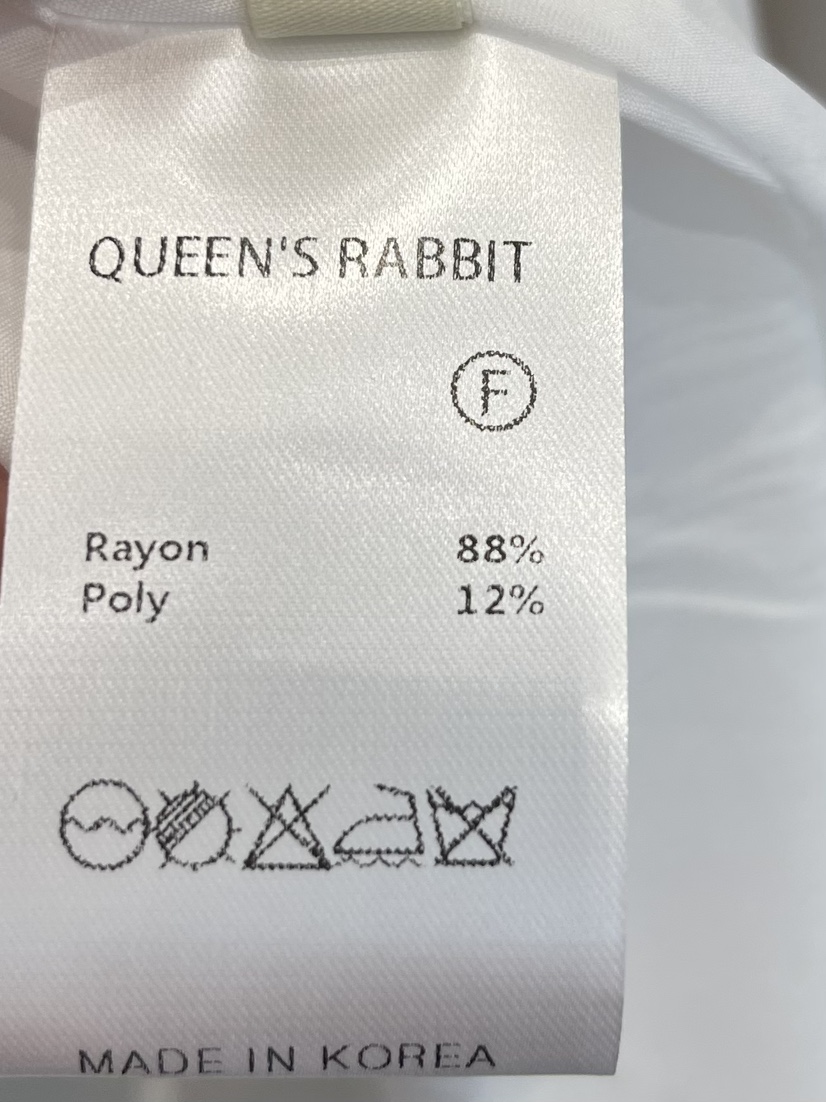 QUEEN'S RABBIT
F
Rayon 88%
Poly 12%
MADE IN KOREA